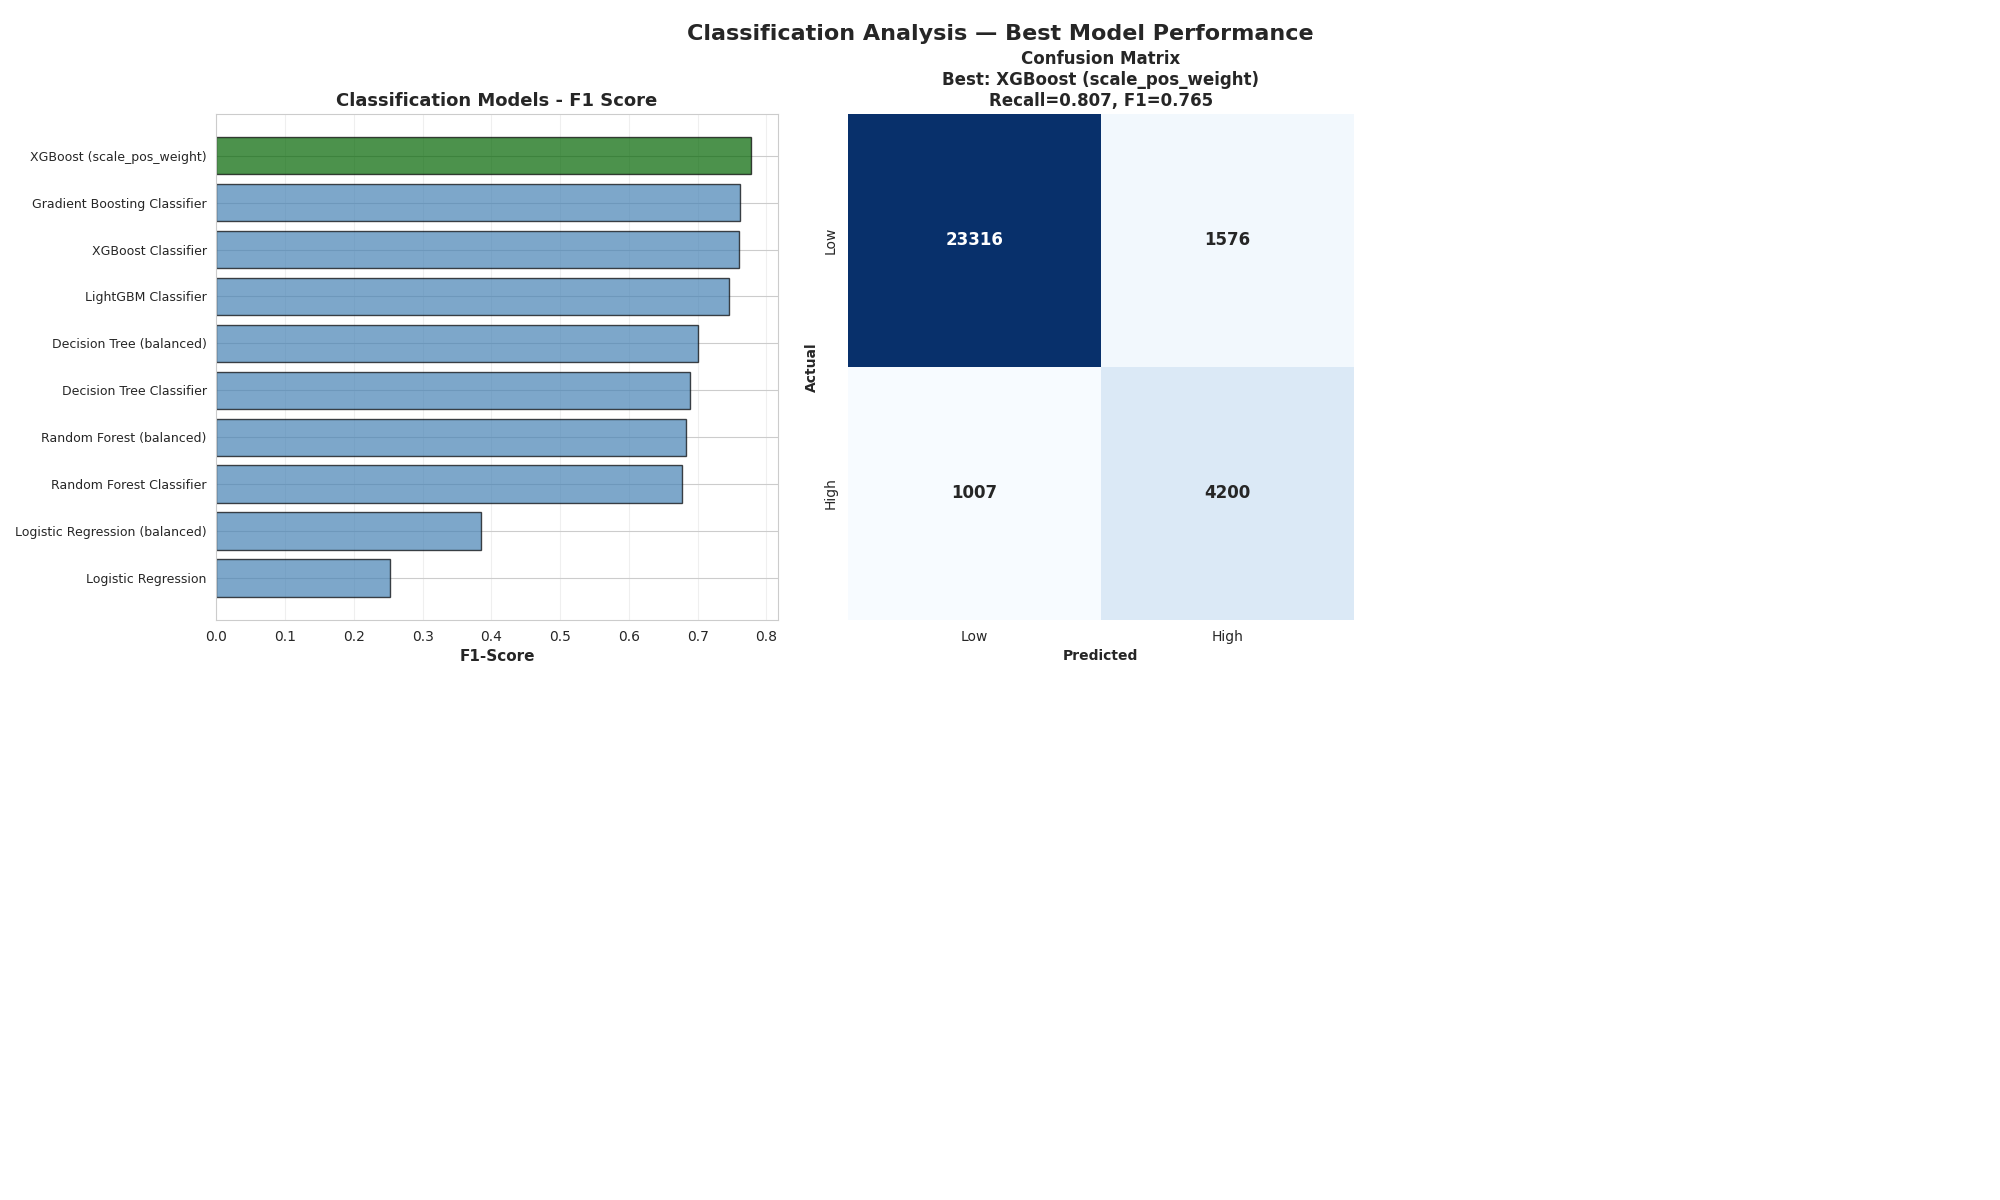 Classification Analysis — Best Model Performance
Classification Models - F1 Score
XGBoost (scale_pos_weight)
Gradient Boosting Classifier
XGBoost Classifier
LightGBM Classifier
Decision Tree (balanced)
Decision Tree Classifier
Random Forest (balanced)
Random Forest Classifier
Logistic Regression (balanced)
Logistic Regression
0.0 0.1 0.2 0.3 0.4 0.5 0.6 0.7 0.8
F1-Score
Confusion Matrix
Best: XGBoost (scale_pos_weight)
Recall=0.807, F1=0.765
Actual
Low
23316 1576
High
1007 4200
Low High
Predicted